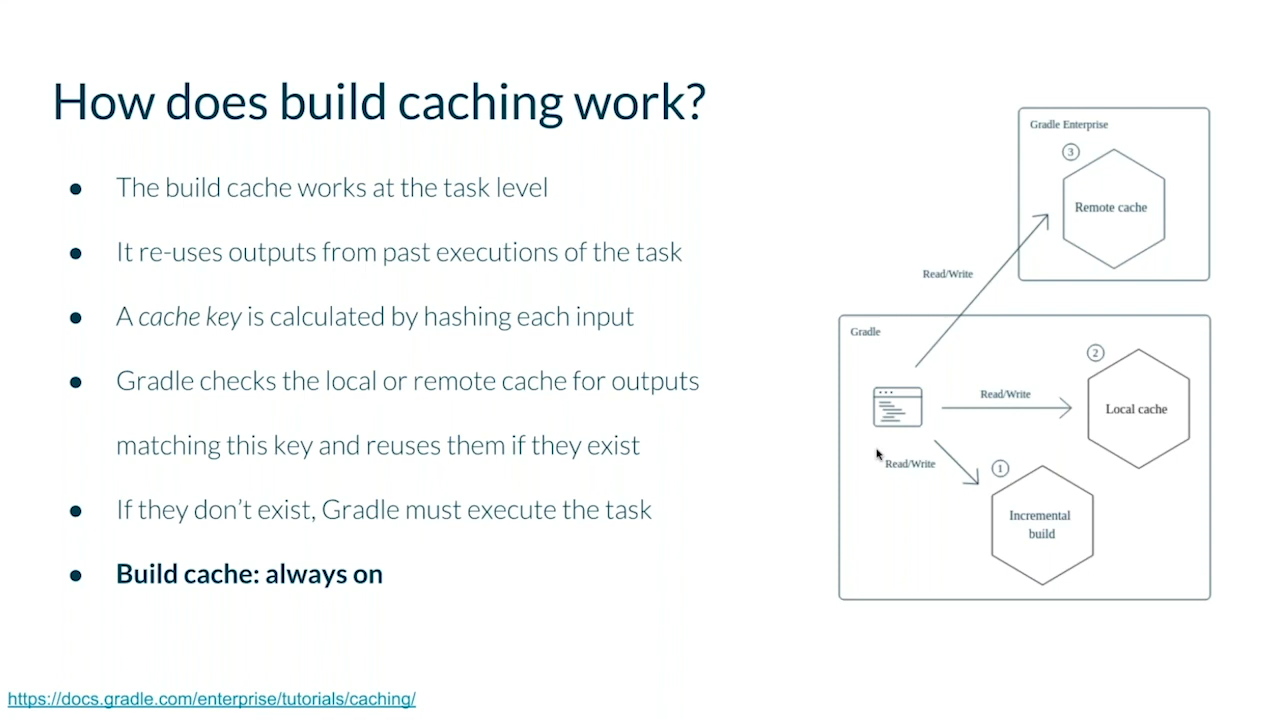 How does build caching work?
● The build cache works at the task level
● It re-uses outputs from past executions of the task
● A cache key is calculated by hashing each input
● Gradle checks the local or remote cache for outputs
matching this key and reuses them if they exist
● If they don't exist, Gradle must execute the task
● Build cache: always on
Gradle Enterprise
3
Remote cache
Read/Write
Gradle
2
Read/Write
Local cache
Read/Write
1
Incremental
build
https://docs.gradle.com/enterprise/tutorials/caching/